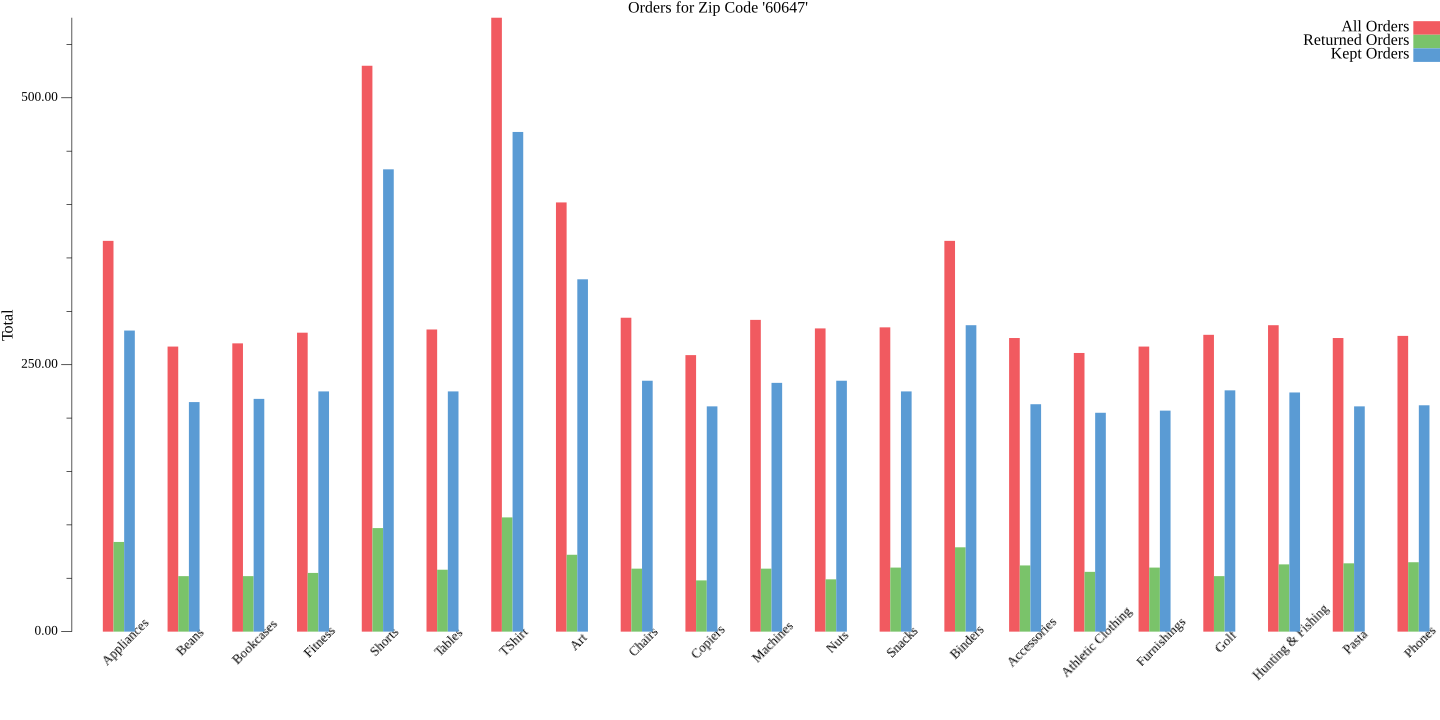 Orders for Zip Code '60647'
All Orders
Returned Orders
Kept Orders
Total
500.00
250.00
0.00
Appliances
Beans
Bookcases
Fitness
Shorts
Tables
TShirt
Art
Chairs
Copiers
Machines
Nuts
Snacks
Binders
Accessories
Athletic Clothing
Furnishings
Golf
Hunting & Fishing
Pasta
Phones